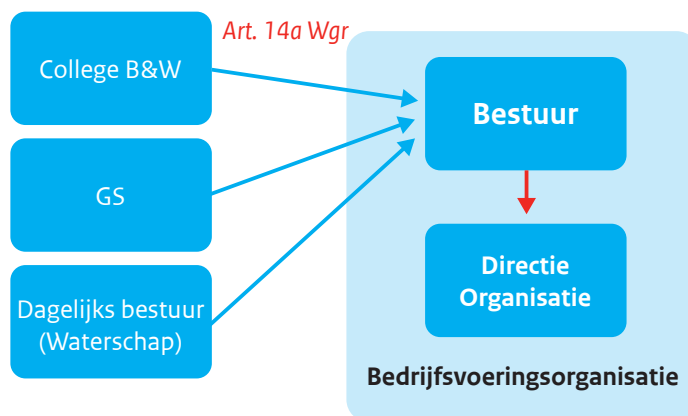 Art. 14a Wgr
College B&W
GS
Dagelijks bestuur
(Waterschap)
Bestuur
Directie
Organisatie
Bedrijfsvoeringsorganisatie